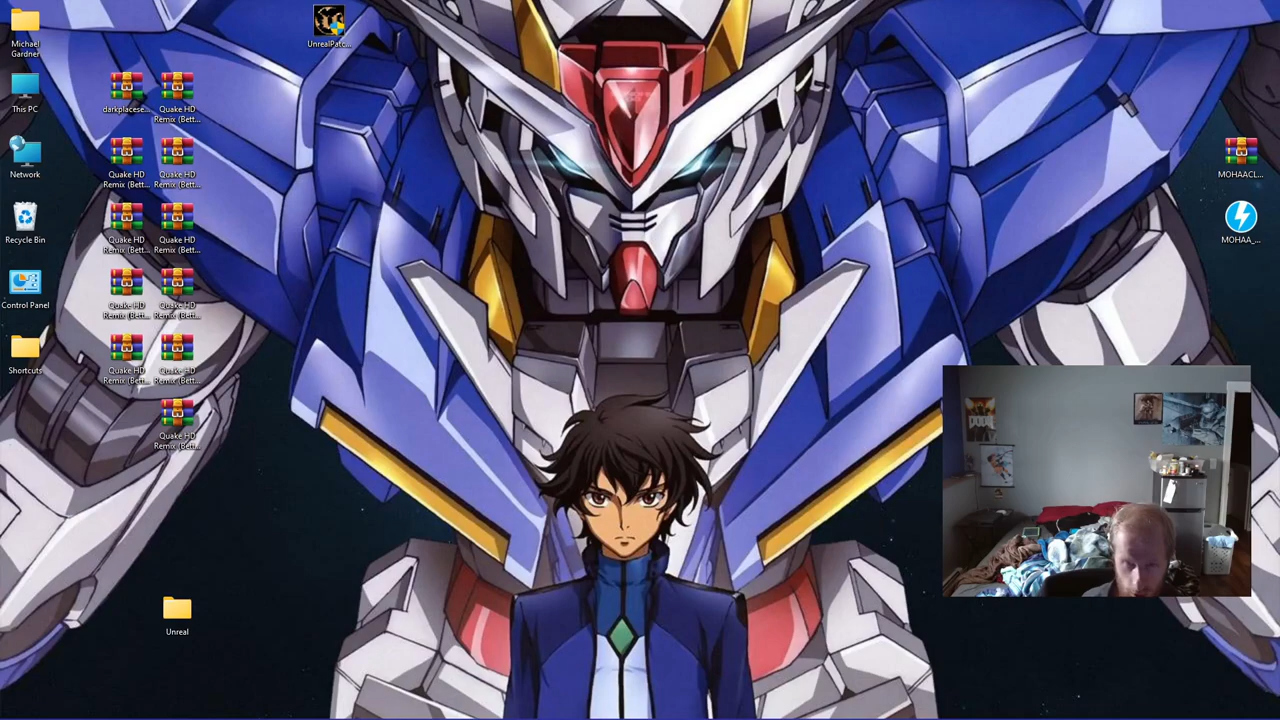 Michael
Gardner
UnrealPatc...
This PC
darkplacese...
Quake HD
Remix (Bett...
MOHAACL...
Network
Quake HD
Remix (Bett...
Quake HD
Remix (Bett...
Recycle Bin
Quake HD
Remix (Bett...
Quake HD
Remix (Bett...
MOHAA_...
Control Panel
Quake HD
Remix (Bett...
Quake HD
Remix (Bett...
Shortcuts
Quake HD
Remix (Bett...
Quake HD
Remix (Bett...
Quake HD
Remix (Bett...
Unreal
DOOM